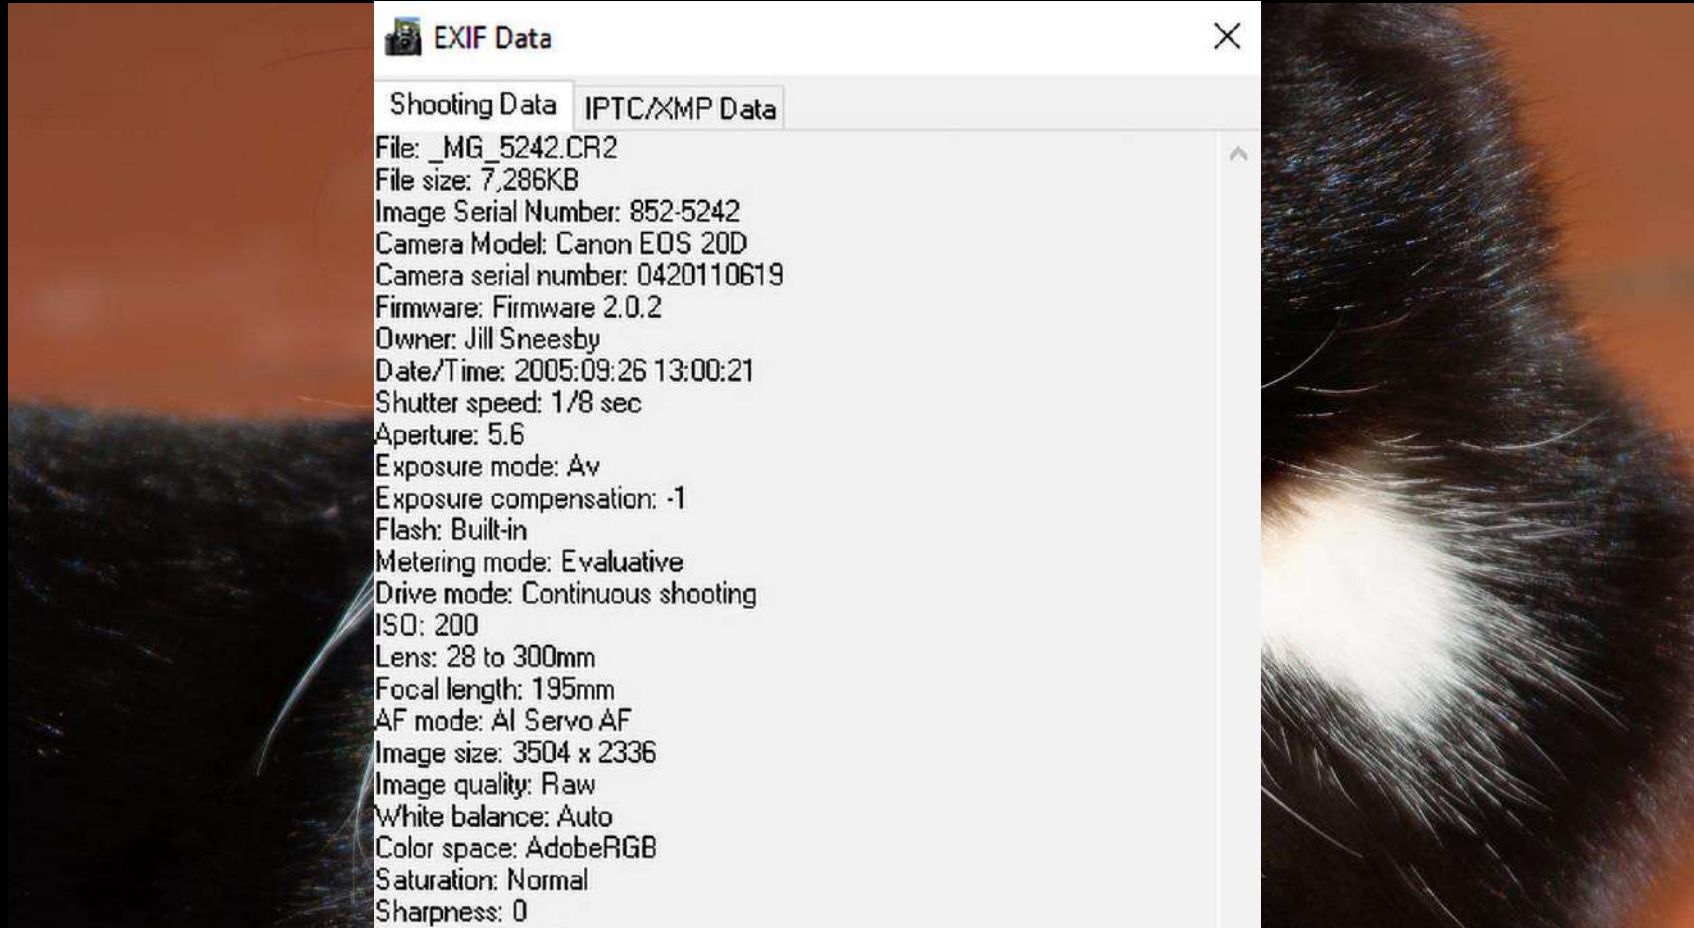 EXIF Data
Shooting Data
IPTC/XMP Data
File: _MG_5242.CR2
File size: 7,286KB
Image Serial Number: 852-5242
Camera Model: Canon EOS 20D
Camera serial number: 0420110619
Firmware: Firmware 2.0.2
Owner: Jill Sneesby
Date/Time: 2005:09:26 13:00:21
Shutter speed: 1/8 sec
Aperture: 5.6
Exposure mode: Av
Exposure compensation: -1
Flash: Built-in
Metering mode: Evaluative
Drive mode: Continuous shooting
ISO: 200
Lens: 28 to 300mm
Focal length: 195mm
AF mode: AI Servo AF
Image size: 3504 x 2336
Image quality: Raw
White balance: Auto
Color space: AdobeRGB
Saturation: Normal
Sharpness: 0